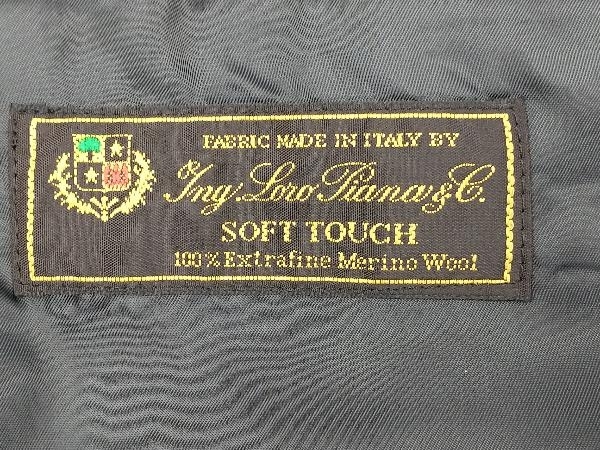 FABRIC MADE IN ITALY BY
Ing. Loro Piana & C.
SOFT TOUCH
100% Extrafine Merino Wool